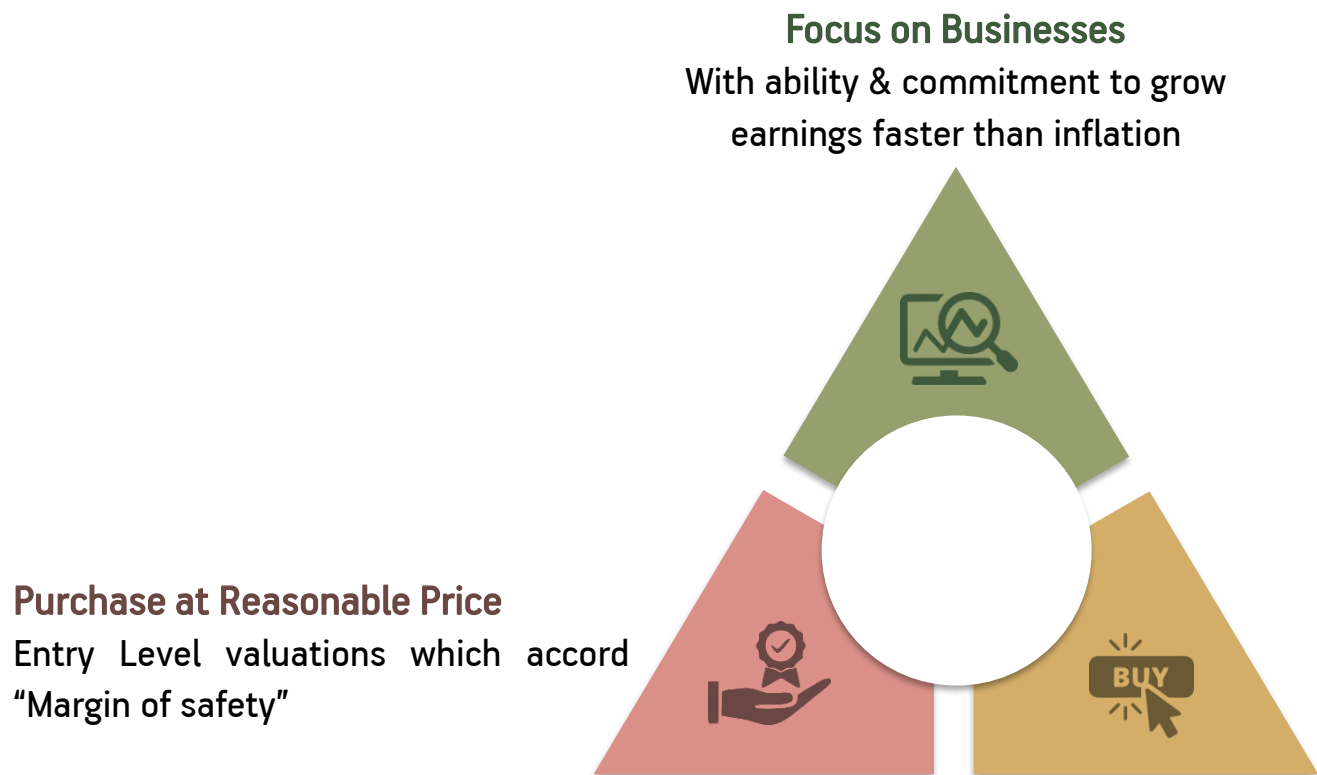 Focus on Businesses
With ability & commitment to grow
earnings faster than inflation
Purchase at Reasonable Price
Entry Level valuations which accord
“Margin of safety”
BUY